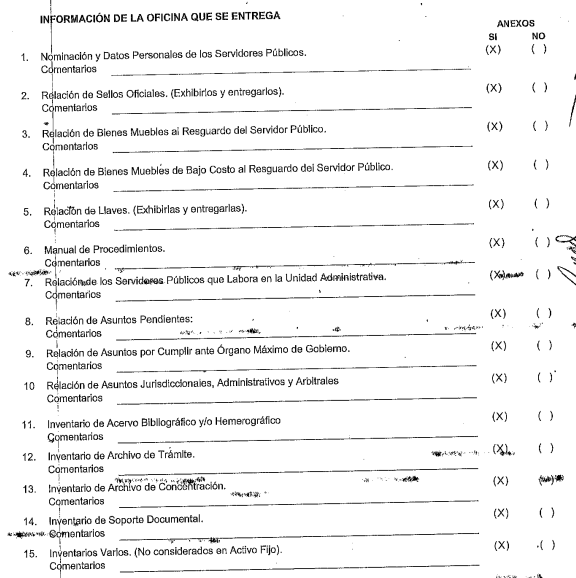 INFORMACIÓN DE LA OFICINA QUE SE ENTREGA
ANEXOS
SI NO
1. Nominación y Datos Personales de los Servidores Públicos. (X) ( )
Comentarios
2. Relación de Sellos Oficiales. (Exhibirlos y entregarlos). (X) ( )
Comentarios
3. Relación de Bienes Muebles al Resguardo del Servidor Público. (X) ( )
Comentarios
4. Relación de Bienes Muebles de Bajo Costo al Resguardo del Servidor Público. (X) ( )
Comentarios
5. Relación de Llaves. (Exhibirlas y entregarlas). (X) ( )
Comentarios
6. Manual de Procedimientos. (X) ( )
Comentarios
7. Relación de los Servidores Públicos que Labora en la Unidad Administrativa. (X) ( )
Comentarios
8. Relación de Asuntos Pendientes: (X) ( )
Comentarios
9. Relación de Asuntos por Cumplir ante Órgano Máximo de Gobierno. (X) ( )
Comentarios
10 Relación de Asuntos Jurisdiccionales, Administrativos y Arbitrales (X) ( )
Comentarios
11. Inventario de Acervo Bibliográfico y/o Hemerográfico (X) ( )
Comentarios
12. Inventario de Archivo de Trámite. (X) ( )
Comentarios
13. Inventario de Archivo de Concentración. (X) ( )
Comentarios
14. Inventario de Soporte Documental. (X) ( )
Comentarios
15. Inventarios Varios. (No considerados en Activo Fijo). (X) ( )
Comentarios